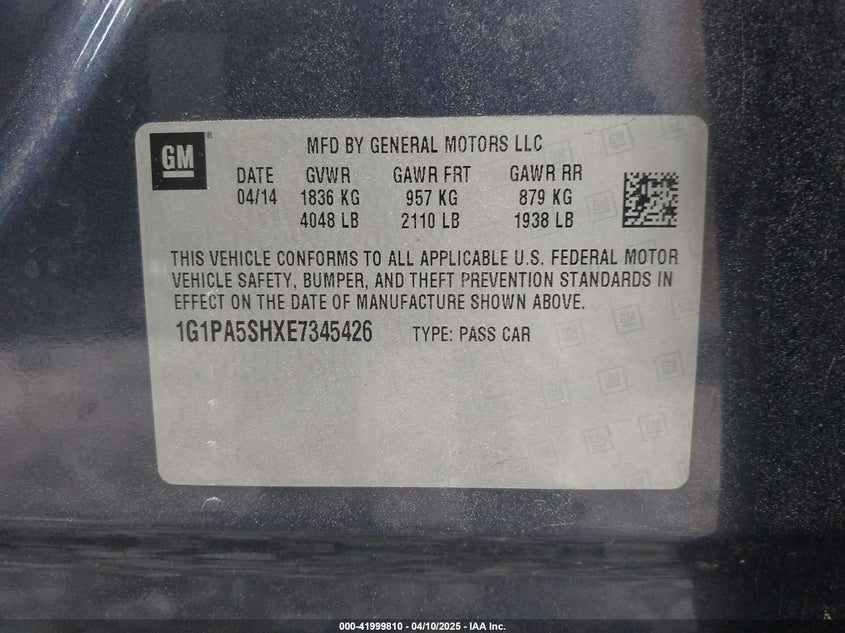 GM® MFD BY GENERAL MOTORS LLC
DATE GVWR GAWR FRT GAWR RR
04/14 1836 KG 957 KG 879 KG
4048 LB 2110 LB 1938 LB
THIS VEHICLE CONFORMS TO ALL APPLICABLE U.S. FEDERAL MOTOR
VEHICLE SAFETY, BUMPER, AND THEFT PREVENTION STANDARDS IN
EFFECT ON THE DATE OF MANUFACTURE SHOWN ABOVE.
1G1PA5SHXE7345426 TYPE: PASS CAR
000-41999810 - 04/10/2025 - IAA Inc.